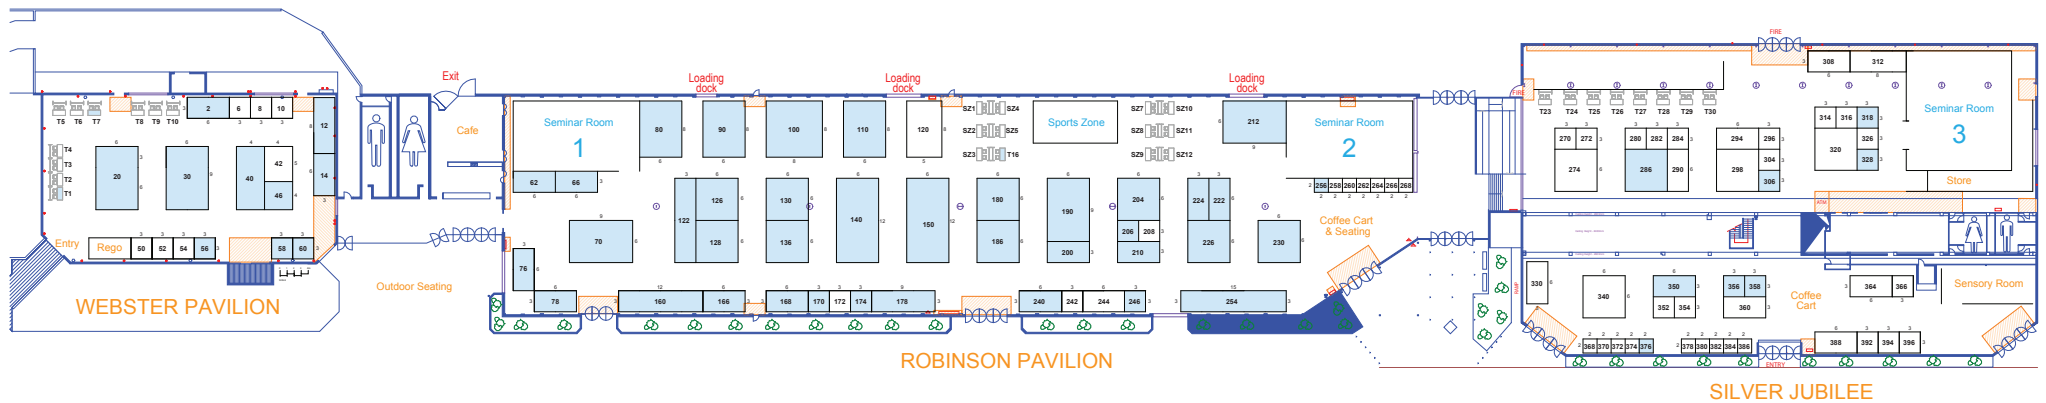 Exit
Loading
dock
Loading
dock
Loading
dock
FIRE
FIRE
T5 T6 T7 T8 T9 T10
2 6 8 10
12
14
T4
T3
T2
T1
20
30
40
42
46
Entry
Rego
50 52 54 56
58 60
WEBSTER PAVILION
Cafe
Outdoor Seating
Seminar Room
1
62 66
80
90
100
110
120
SZ1 SZ4
SZ2 SZ5
SZ3 T16
Sports Zone
SZ7 SZ10
SZ8 SZ11
SZ9 SZ12
212
Seminar Room
2
256 258 260 262 264 266 268
70
76
78
122
126
128
130
136
140
150
180
186
190
200
204
206 208
210
224 222
226
230
Coffee Cart
& Seating
160 166
168 170 172 174 178
240 242 244 246
254
ROBINSON PAVILION
T23 T24 T25 T26 T27 T28 T29 T30
308 312
270 272
274
280 282 284
286
290
294 296
298
304
306
314 316 318
320
326
328
Seminar Room
3
Store
ATM
RAMP
330
340
350
352 354
356 358
360
Coffee
Cart
364 366
Sensory Room
368 370 372 374 376
378 380 382 384 386
388 392 394 396
ENTRY
SILVER JUBILEE